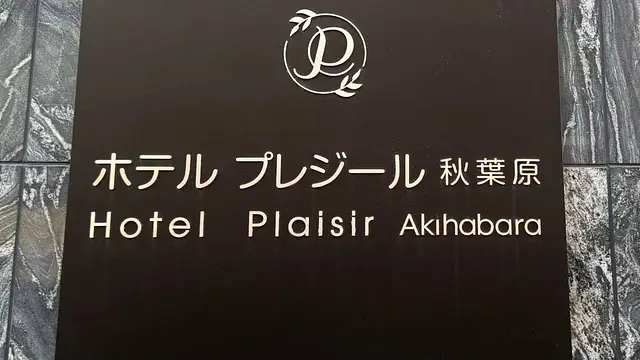 P
ホテル プレジール 秋葉原
Hotel Plaisir Akihabara